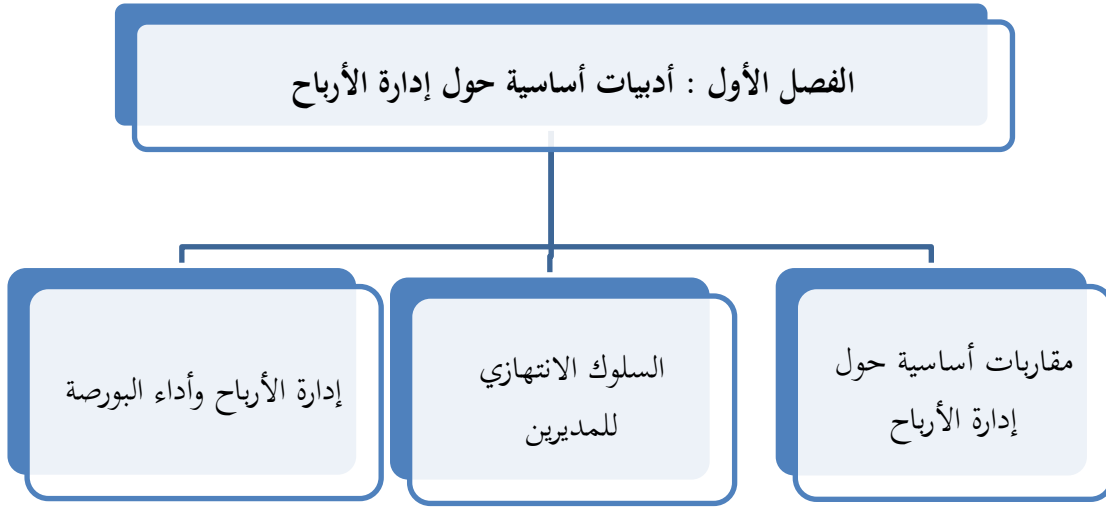 الفصل الأول : أدبيات أساسية حول إدارة الأرباح
مقاربات أساسية حول
إدارة الأرباح
السلوك الانتهازي
للمديرين
إدارة الأرباح وأداء البورصة